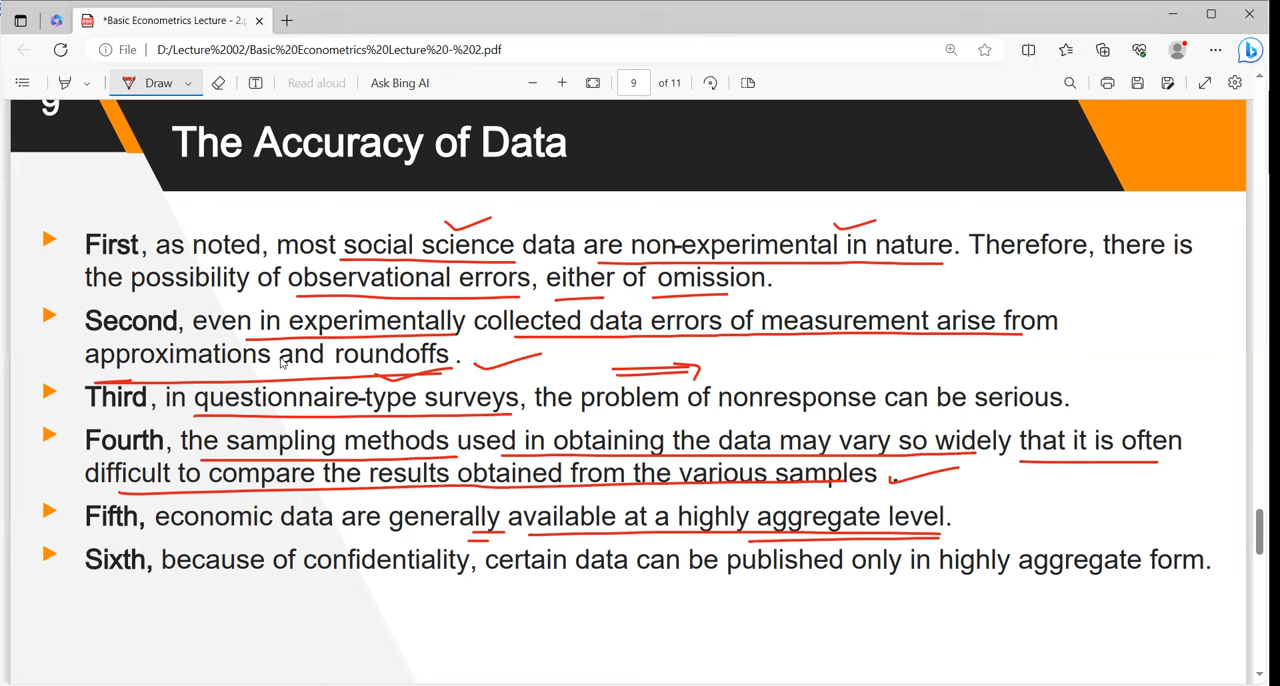 *Basic Econometrics Lecture - 2.p
File D:/Lecture%2002/Basic%20Econometrics%20Lecture%20-%202.pdf
Draw Read aloud Ask Bing AI 9 of 11
9
The Accuracy of Data
First, as noted, most social science data are non-experimental in nature. Therefore, there is
the possibility of observational errors, either of omission.
Second, even in experimentally collected data errors of measurement arise from
approximations and roundoffs .
Third, in questionnaire-type surveys, the problem of nonresponse can be serious.
Fourth, the sampling methods used in obtaining the data may vary so widely that it is often
difficult to compare the results obtained from the various samples .
Fifth, economic data are generally available at a highly aggregate level.
Sixth, because of confidentiality, certain data can be published only in highly aggregate form.